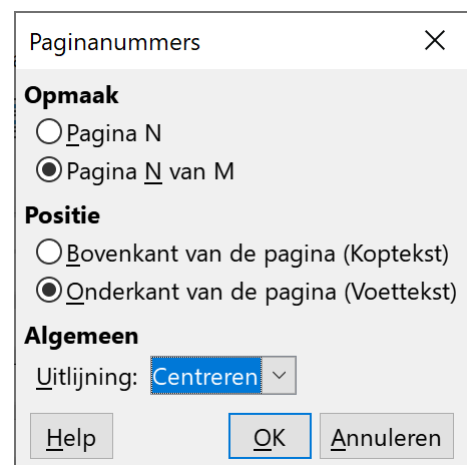 Paginanummers
Opmaak
Pagina N
Pagina N van M
Positie
Bovenkant van de pagina (Koptekst)
Onderkant van de pagina (Voettekst)
Algemeen
Uitlijning: Centreren
Help OK Annuleren